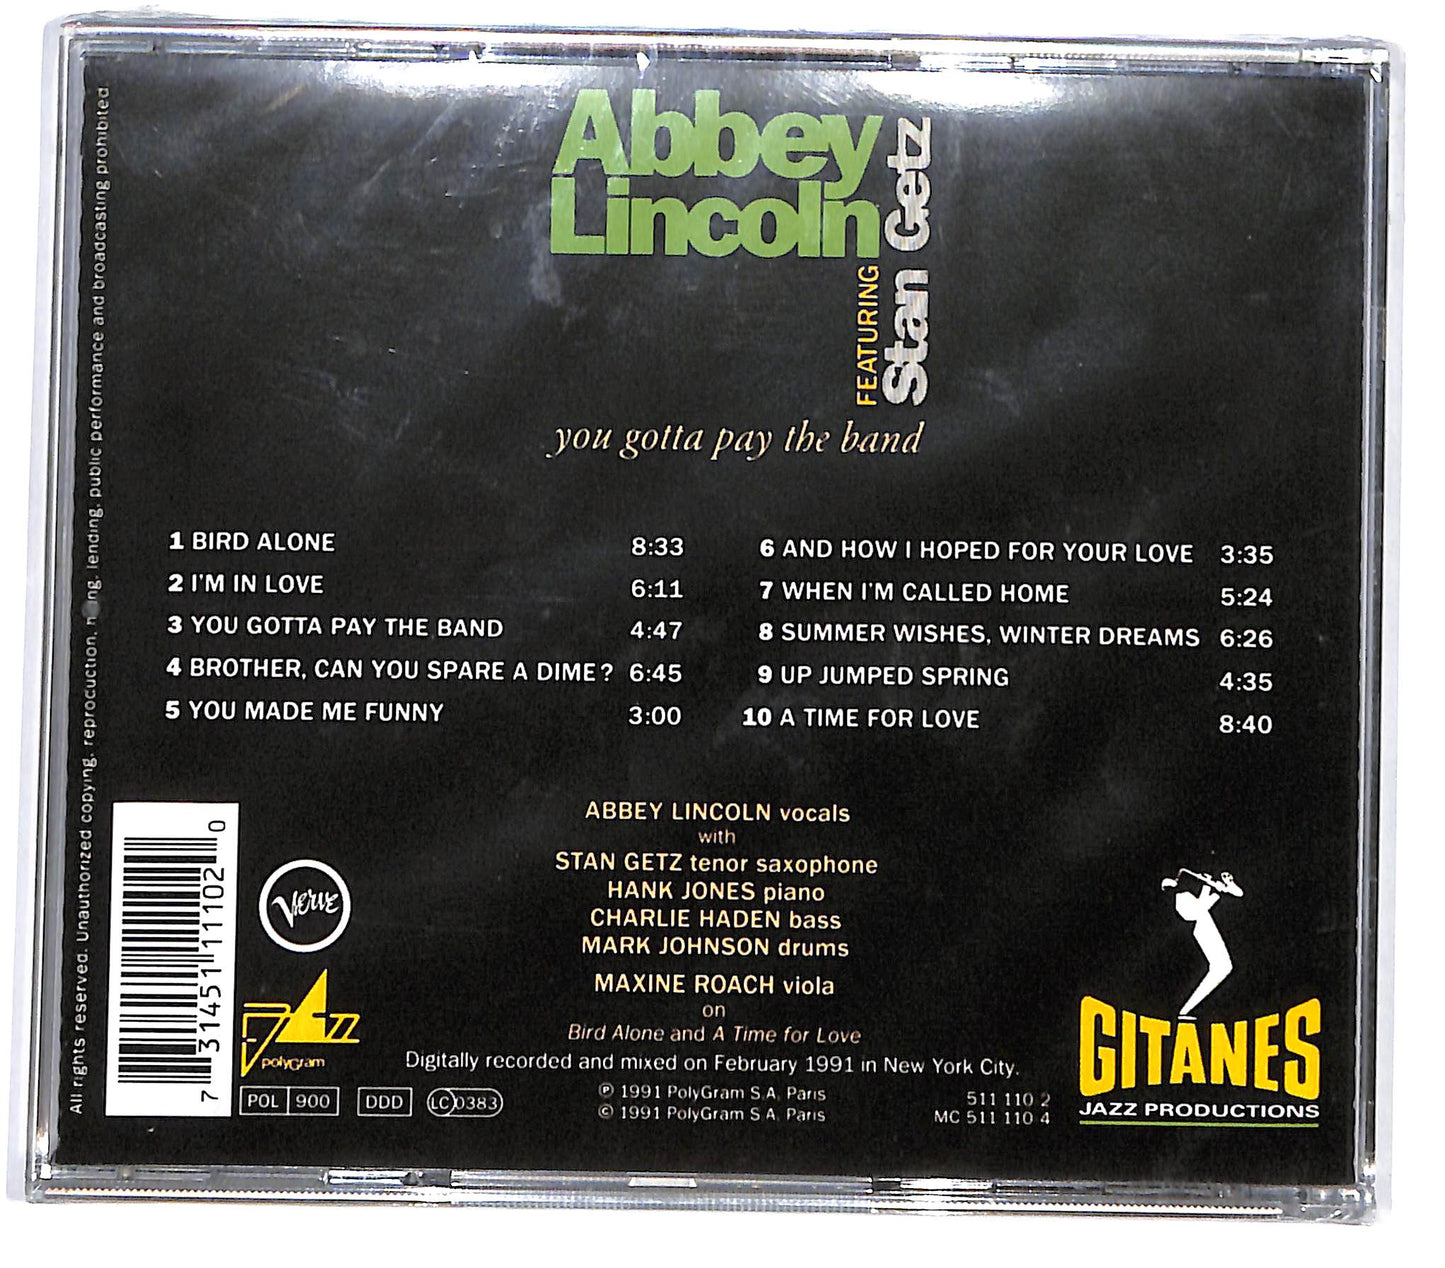 Abbey
Lincoln
FEATURING
Stan Getz
you gotta pay the band
1 BIRD ALONE 8:33
2 I'M IN LOVE 6:11
3 YOU GOTTA PAY THE BAND 4:47
4 BROTHER, CAN YOU SPARE A DIME? 6:45
5 YOU MADE ME FUNNY 3:00
6 AND HOW I HOPED FOR YOUR LOVE 3:35
7 WHEN I'M CALLED HOME 5:24
8 SUMMER WISHES, WINTER DREAMS 6:26
9 UP JUMPED SPRING 4:35
10 A TIME FOR LOVE 8:40
ABBEY LINCOLN vocals
with
STAN GETZ tenor saxophone
HANK JONES piano
CHARLIE HADEN bass
MARK JOHNSON drums
MAXINE ROACH viola
on
Bird Alone and A Time for Love
Digitally recorded and mixed on February 1991 in New York City.
℗ 1991 PolyGram S.A. Paris
© 1991 PolyGram S.A. Paris
511 110 2
MC 511 110 4
All rights reserved. Unauthorized copying, reproduction, lending, public performance and broadcasting prohibited
7 31451 11102 0
Verve
JAZZ
polygram
POL 900
DDD
LC 0383
GITANES
JAZZ PRODUCTIONS